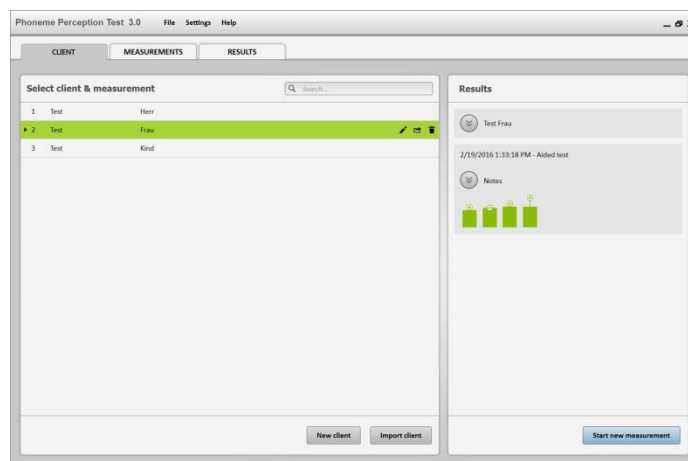 Phoneme Perception Test 3.0 File Settings Help
CLIENT MEASUREMENTS RESULTS
Select client & measurement Search... Results
1 Test Herr
2 Test Frau
3 Test Kind
Test Frau
2/19/2016 1:33:18 PM - Aided test
Notes
New client Import client Start new measurement